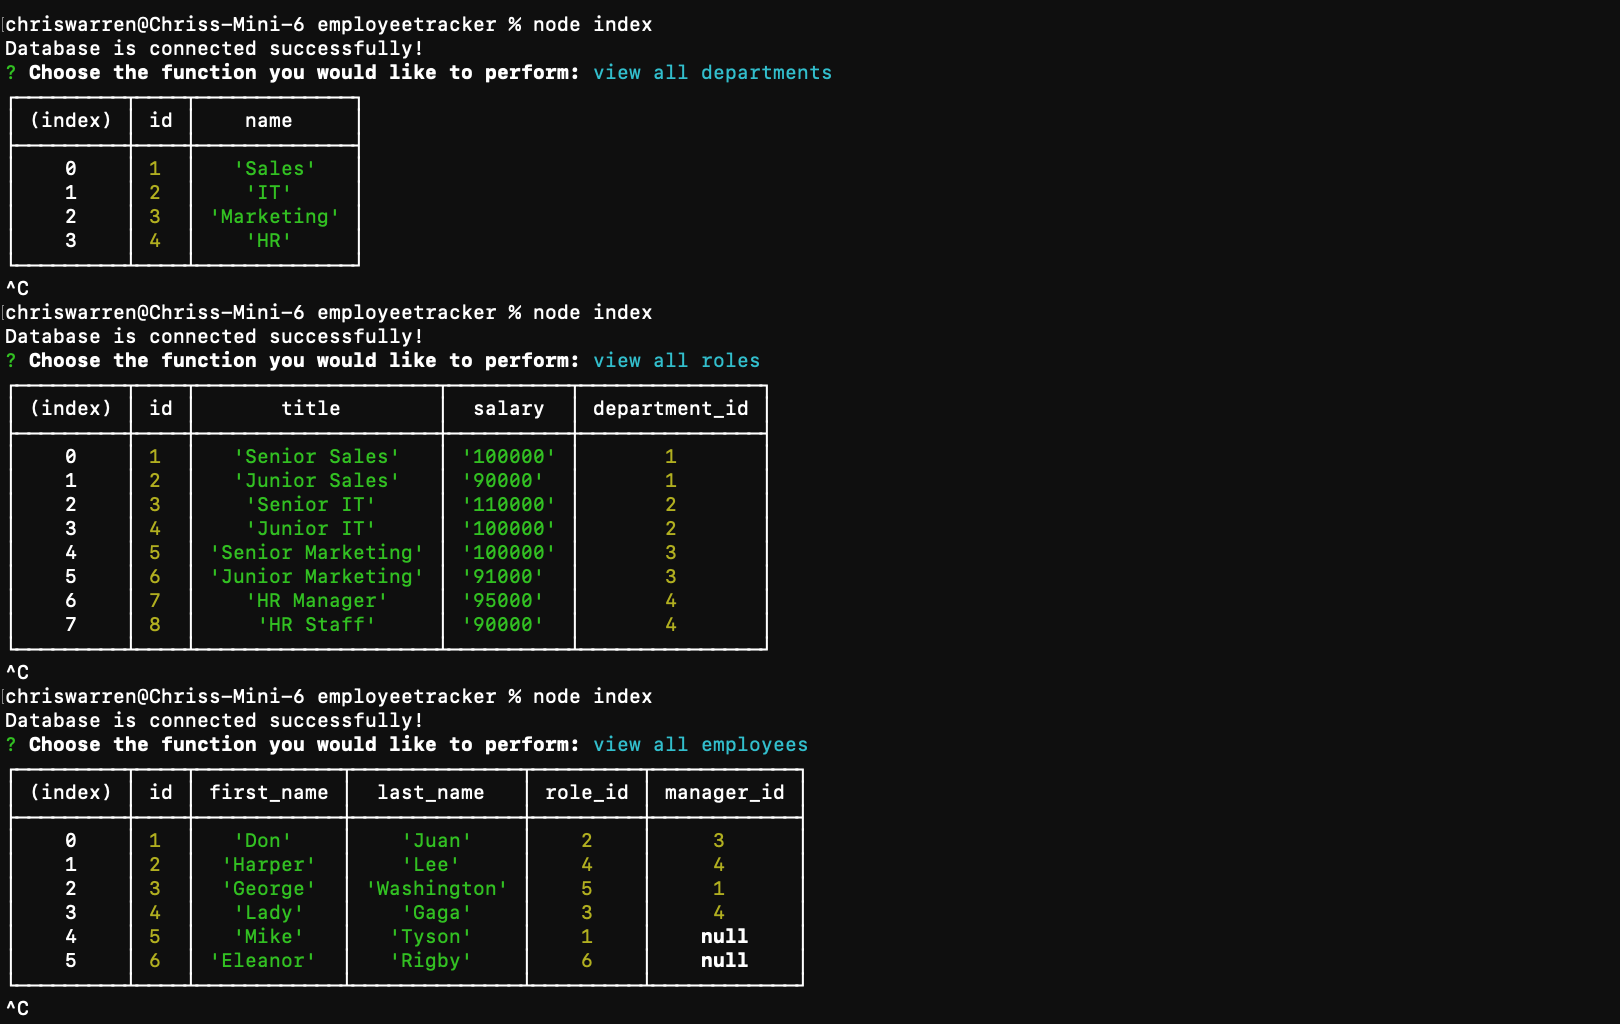 chriswarren@Chriss-Mini-6 employeetracker % node index
Database is connected successfully!
? Choose the function you would like to perform: view all departments
(index) id name
0 1 'Sales'
1 2 'IT'
2 3 'Marketing'
3 4 'HR'
^C
chriswarren@Chriss-Mini-6 employeetracker % node index
Database is connected successfully!
? Choose the function you would like to perform: view all roles
(index) id title salary department_id
0 1 'Senior Sales' '100000' 1
1 2 'Junior Sales' '90000' 1
2 3 'Senior IT' '110000' 2
3 4 'Junior IT' '100000' 2
4 5 'Senior Marketing' '100000' 3
5 6 'Junior Marketing' '91000' 3
6 7 'HR Manager' '95000' 4
7 8 'HR Staff' '90000' 4
^C
chriswarren@Chriss-Mini-6 employeetracker % node index
Database is connected successfully!
? Choose the function you would like to perform: view all employees
(index) id first_name last_name role_id manager_id
0 1 'Don' 'Juan' 2 3
1 2 'Harper' 'Lee' 4 4
2 3 'George' 'Washington' 5 1
3 4 'Lady' 'Gaga' 3 4
4 5 'Mike' 'Tyson' 1 null
5 6 'Eleanor' 'Rigby' 6 null
^C